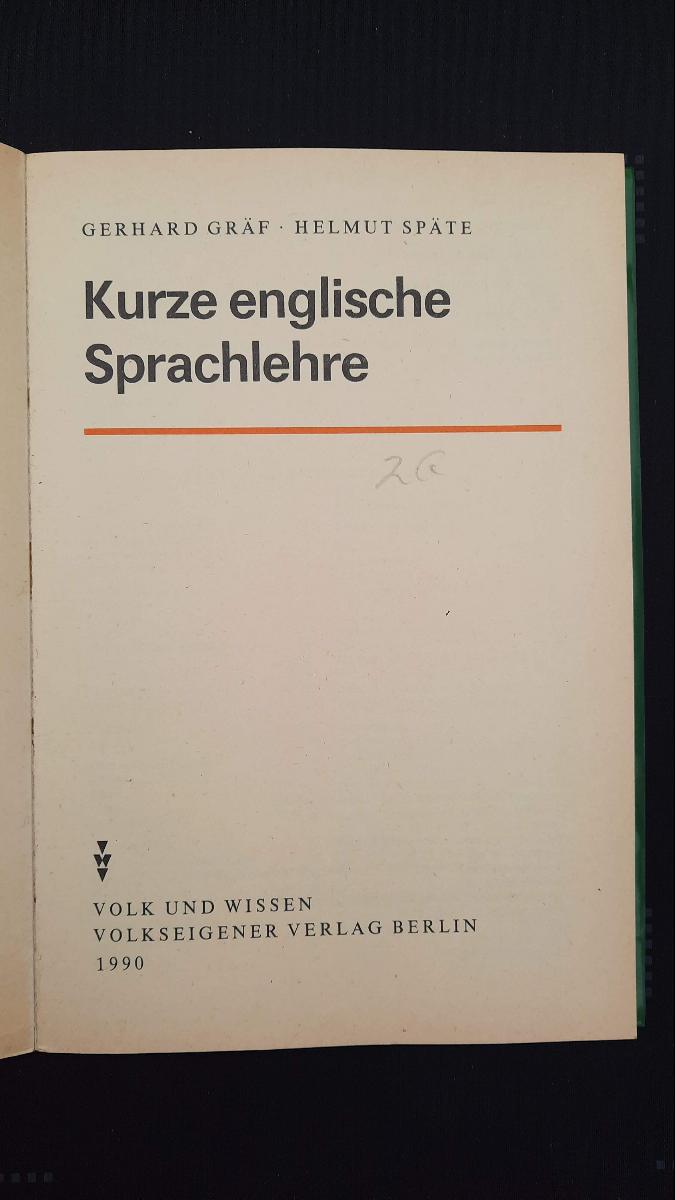 GERHARD GRÄF · HELMUT SPÄTE
Kurze englische
Sprachlehre
VOLK UND WISSEN
VOLKSEIGENER VERLAG BERLIN
1990